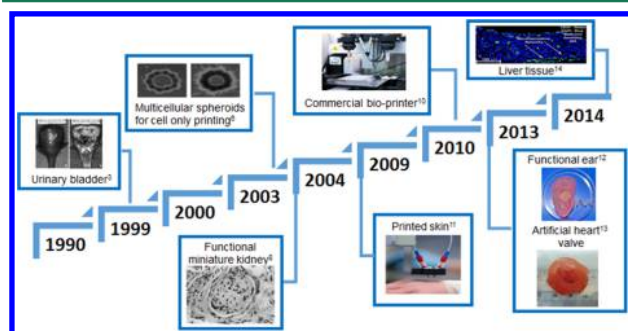 Liver tissue14
Commercial bio-printer10
Multicellular spheroids
for cell only printing6
Urinary bladder3
1990
1999
2000
2003
2004
2009
2010
2013
2014
Functional
miniature kidney
Printed skin11
Functional ear12
Artificial heart13
valve